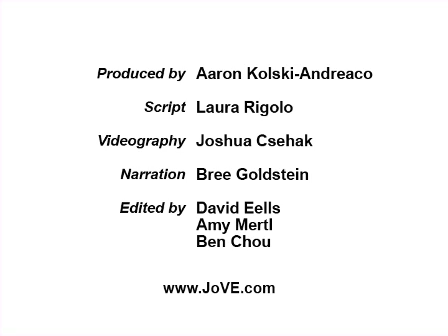 Produced by Aaron Kolski-Andreaco
Script Laura Rigolo
Videography Joshua Csehak
Narration Bree Goldstein
Edited by David Eells
Amy Mertl
Ben Chou
www.JoVE.com